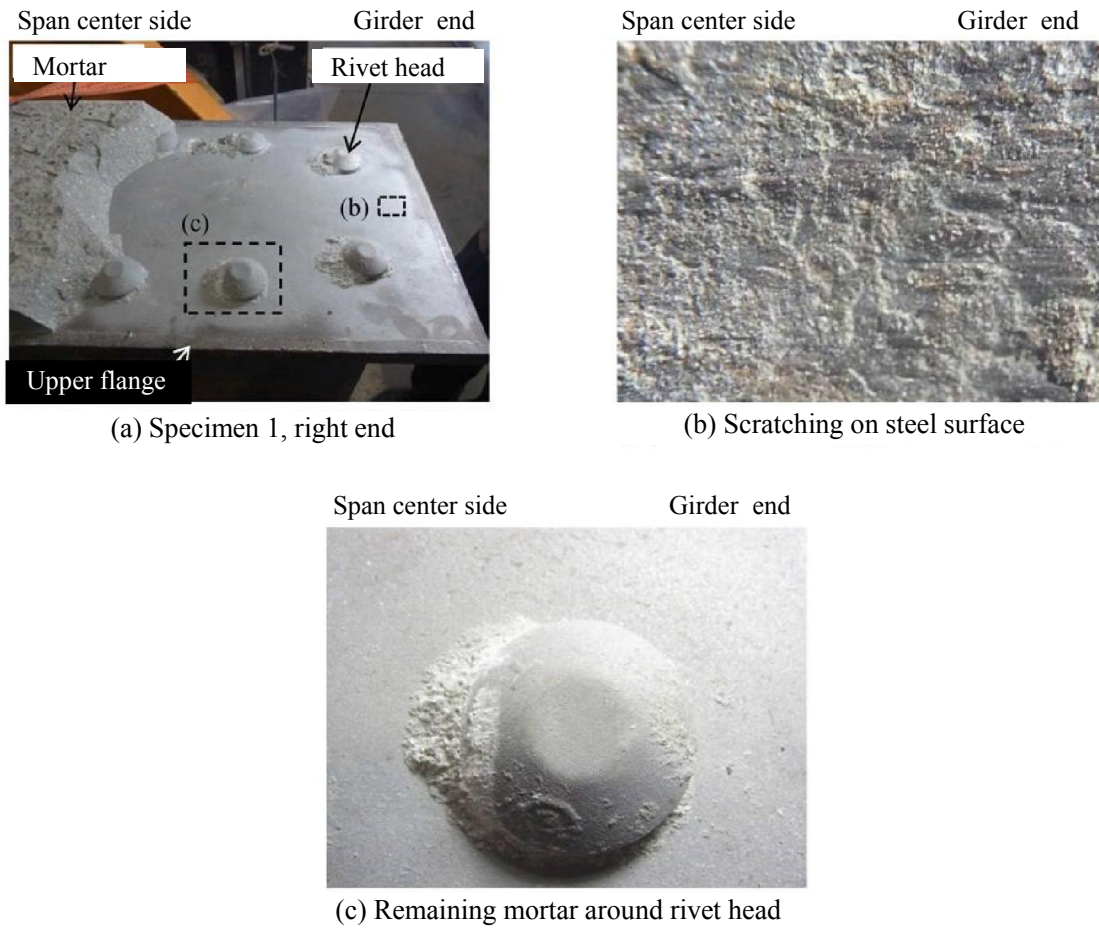 Span center side Girder end
Span center side Girder end
Mortar
Rivet head
(b)
(c)
Upper flange
(a) Specimen 1, right end
(b) Scratching on steel surface
Span center side Girder end
(c) Remaining mortar around rivet head